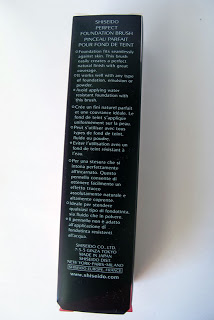 SHISEIDO
PERFECT
FOUNDATION BRUSH
PINCEAU PARFAIT
POUR FOND DE TEINT
Foundation fits seamlessly
against skin. This brush
easily creates a perfect
natural finish with great
coverage.
It works well with any type
of foundation, emulsion or
powder.
Avoid applying water
resistant foundation with
this brush.
Crée un fini naturel parfait
et une couvrance idéale. Le
fond de teint s'applique
uniformément sur la peau.
Peut s'utiliser avec tous
types de fond de teint,
fluide ou poudre.
Eviter l'utilisation avec un
fond de teint résistant à
l'eau.
Per una stesura che si
intona perfettamente
all'incarnato. Questo
pennello consente di
ottenere facilmente un
effetto trucco
assolutamente naturale e
altamente coprente.
Ideale per stendere
qualsiasi tipo di fondotinta,
sia fluido che in polvere.
Il pennello non è adatto
all'applicazione di
fondotinta resistenti
all'acqua.
SHISEIDO CO., LTD.
7-5-5 GINZA TOKYO
MADE IN JAPAN
SHISEIDO DIST.
NEW YORK-PARIS-MILANO
SHISEIDO EUROPE, FRANCE
www.shiseido.com